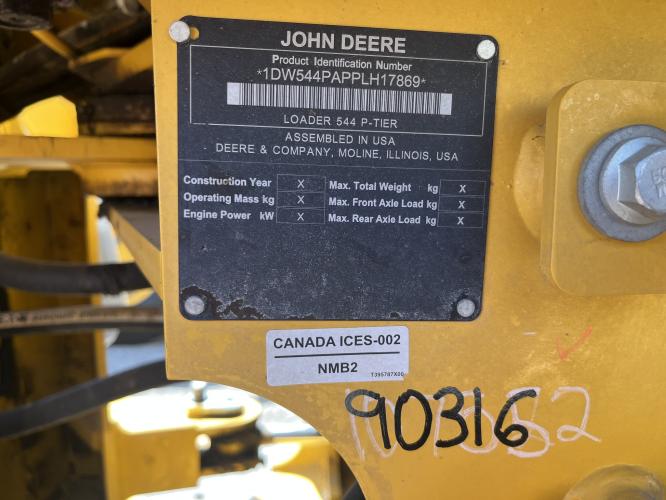 JOHN DEERE
Product Identification Number
*1DW544PAPPLH17869*
LOADER 544 P-TIER
ASSEMBLED IN USA
DEERE & COMPANY, MOLINE, ILLINOIS, USA
Construction Year X Max. Total Weight kg X
Operating Mass kg X Max. Front Axle Load kg X
Engine Power kW X Max. Rear Axle Load kg X
CANADA ICES-002
NMB2
T395787X00
90316